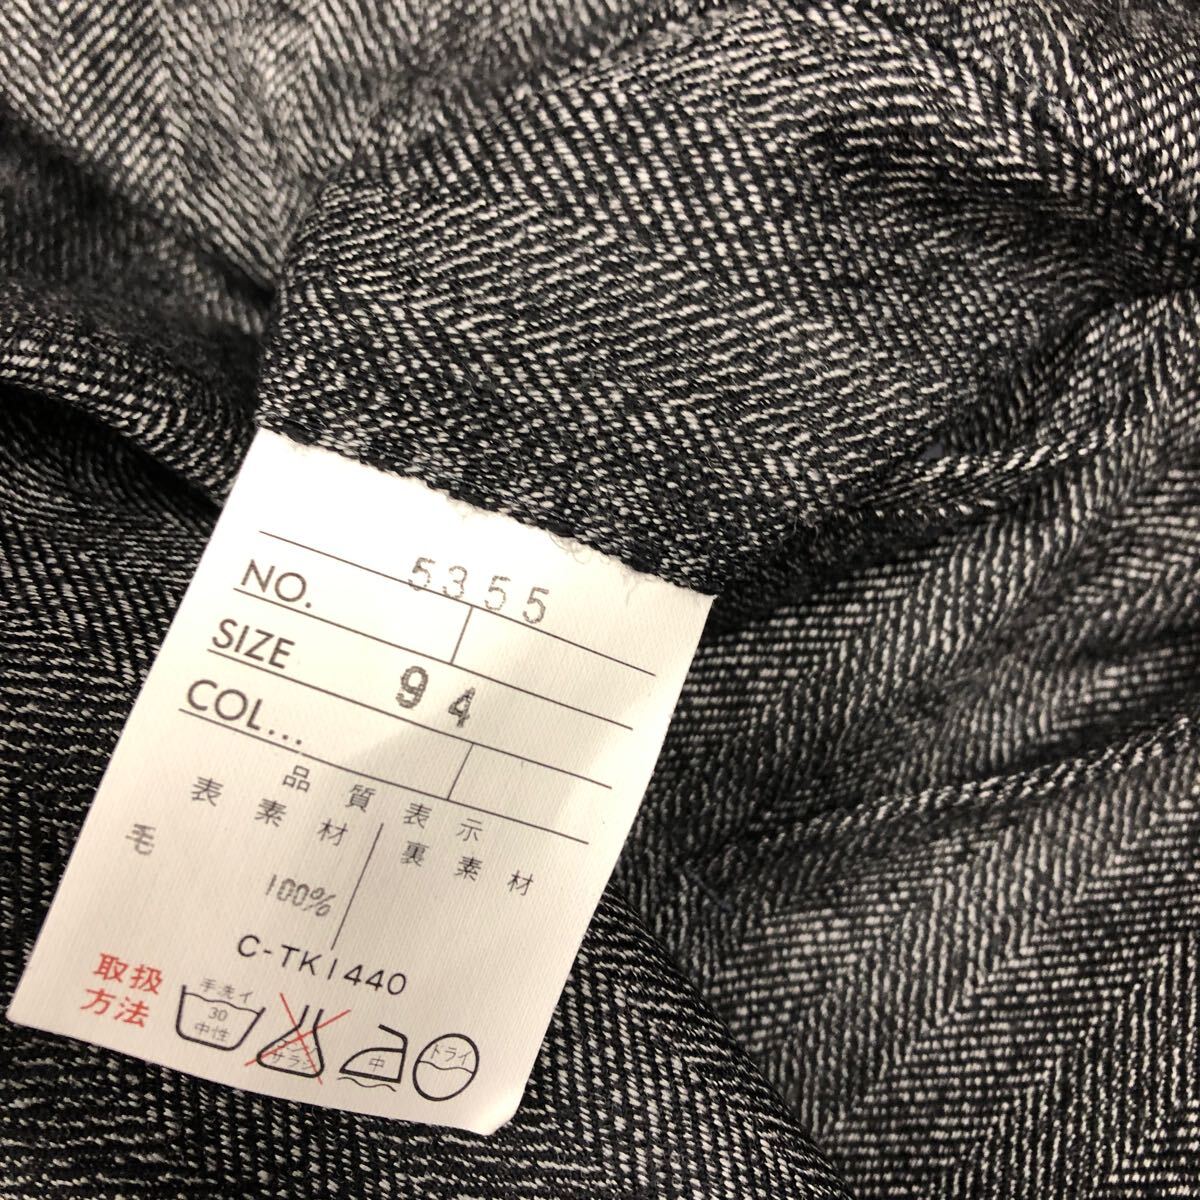 5355
NO.
SIZE 94
COL...
品質表示
表素材 裏素材
毛
100%
C-TK1440
取扱
方法
手洗イ
30
中性
サラシ
中
ドライ